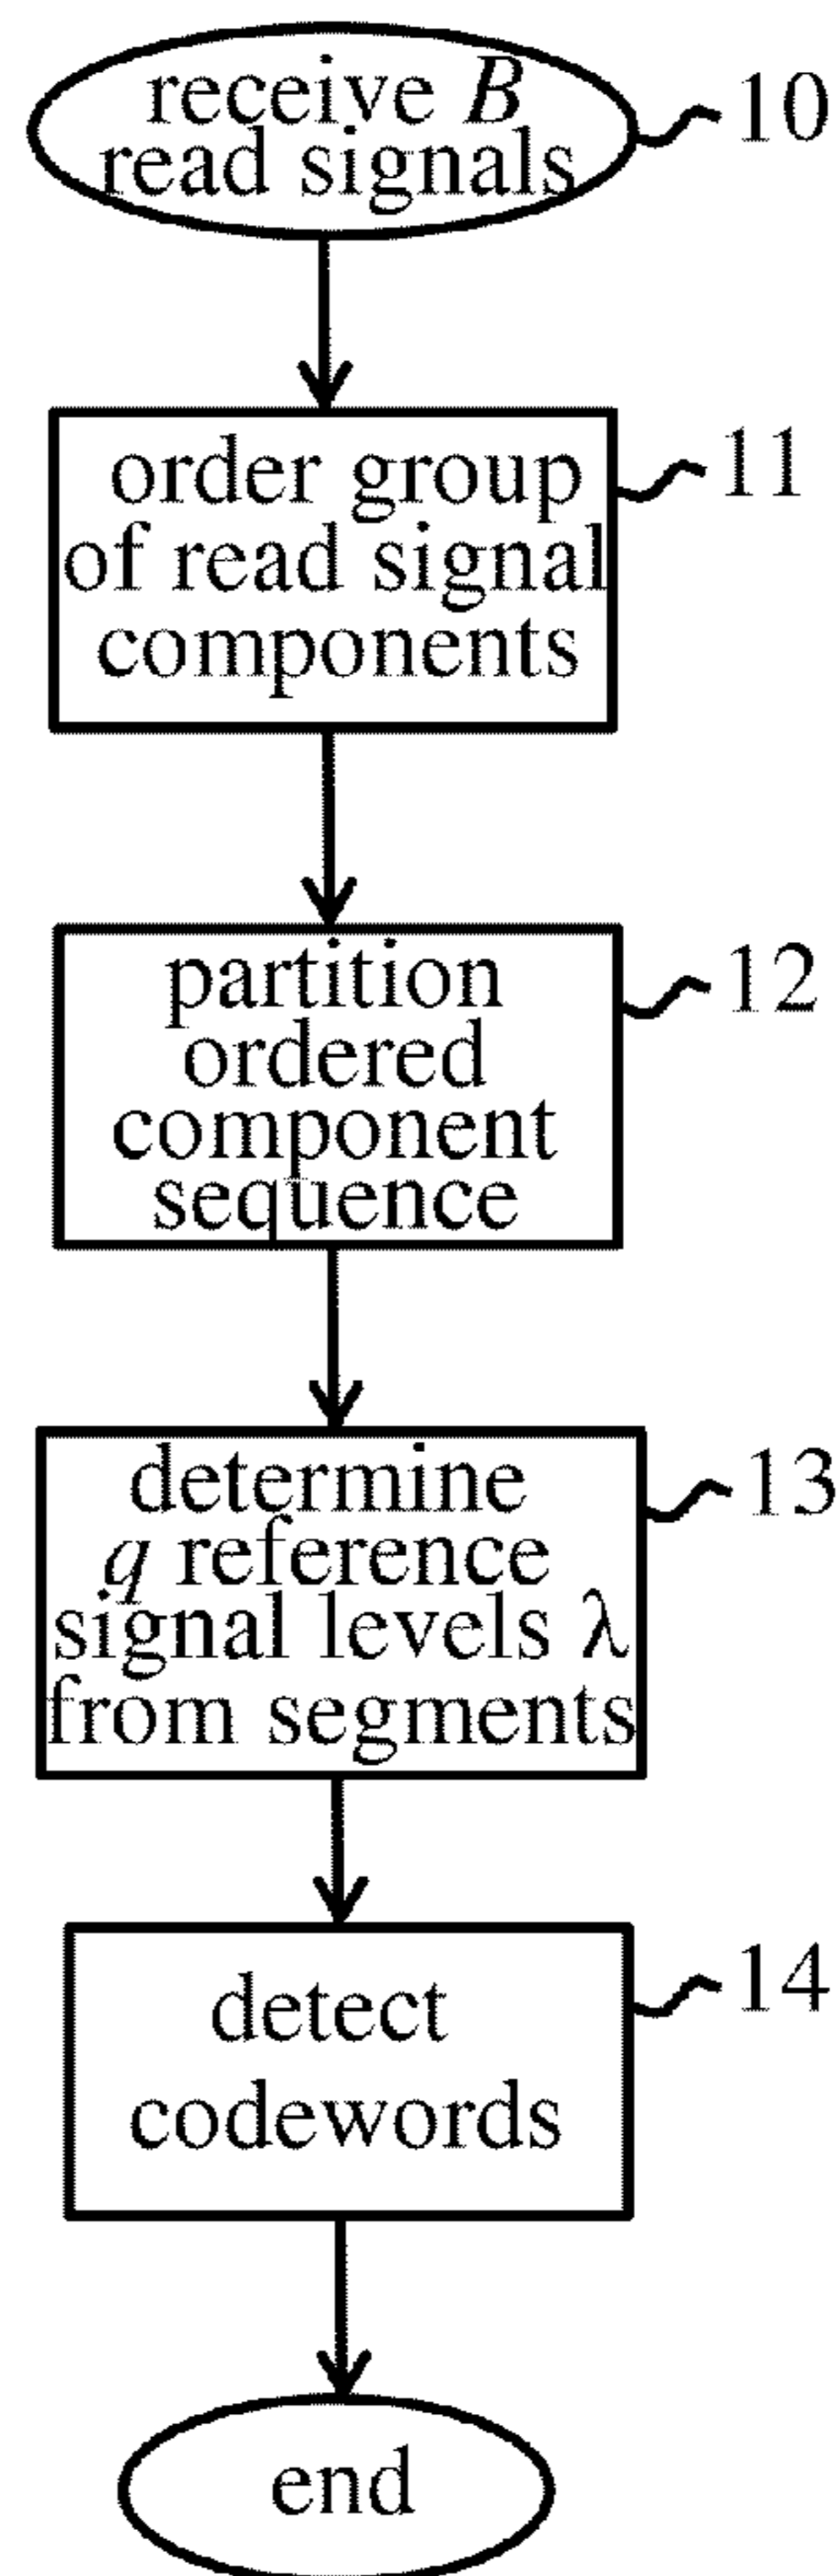 receive B
read signals
10
order group
of read signal
components
11
partition
ordered
component
sequence
12
determine
q reference
signal levels λ
from segments
13
detect
codewords
14
end